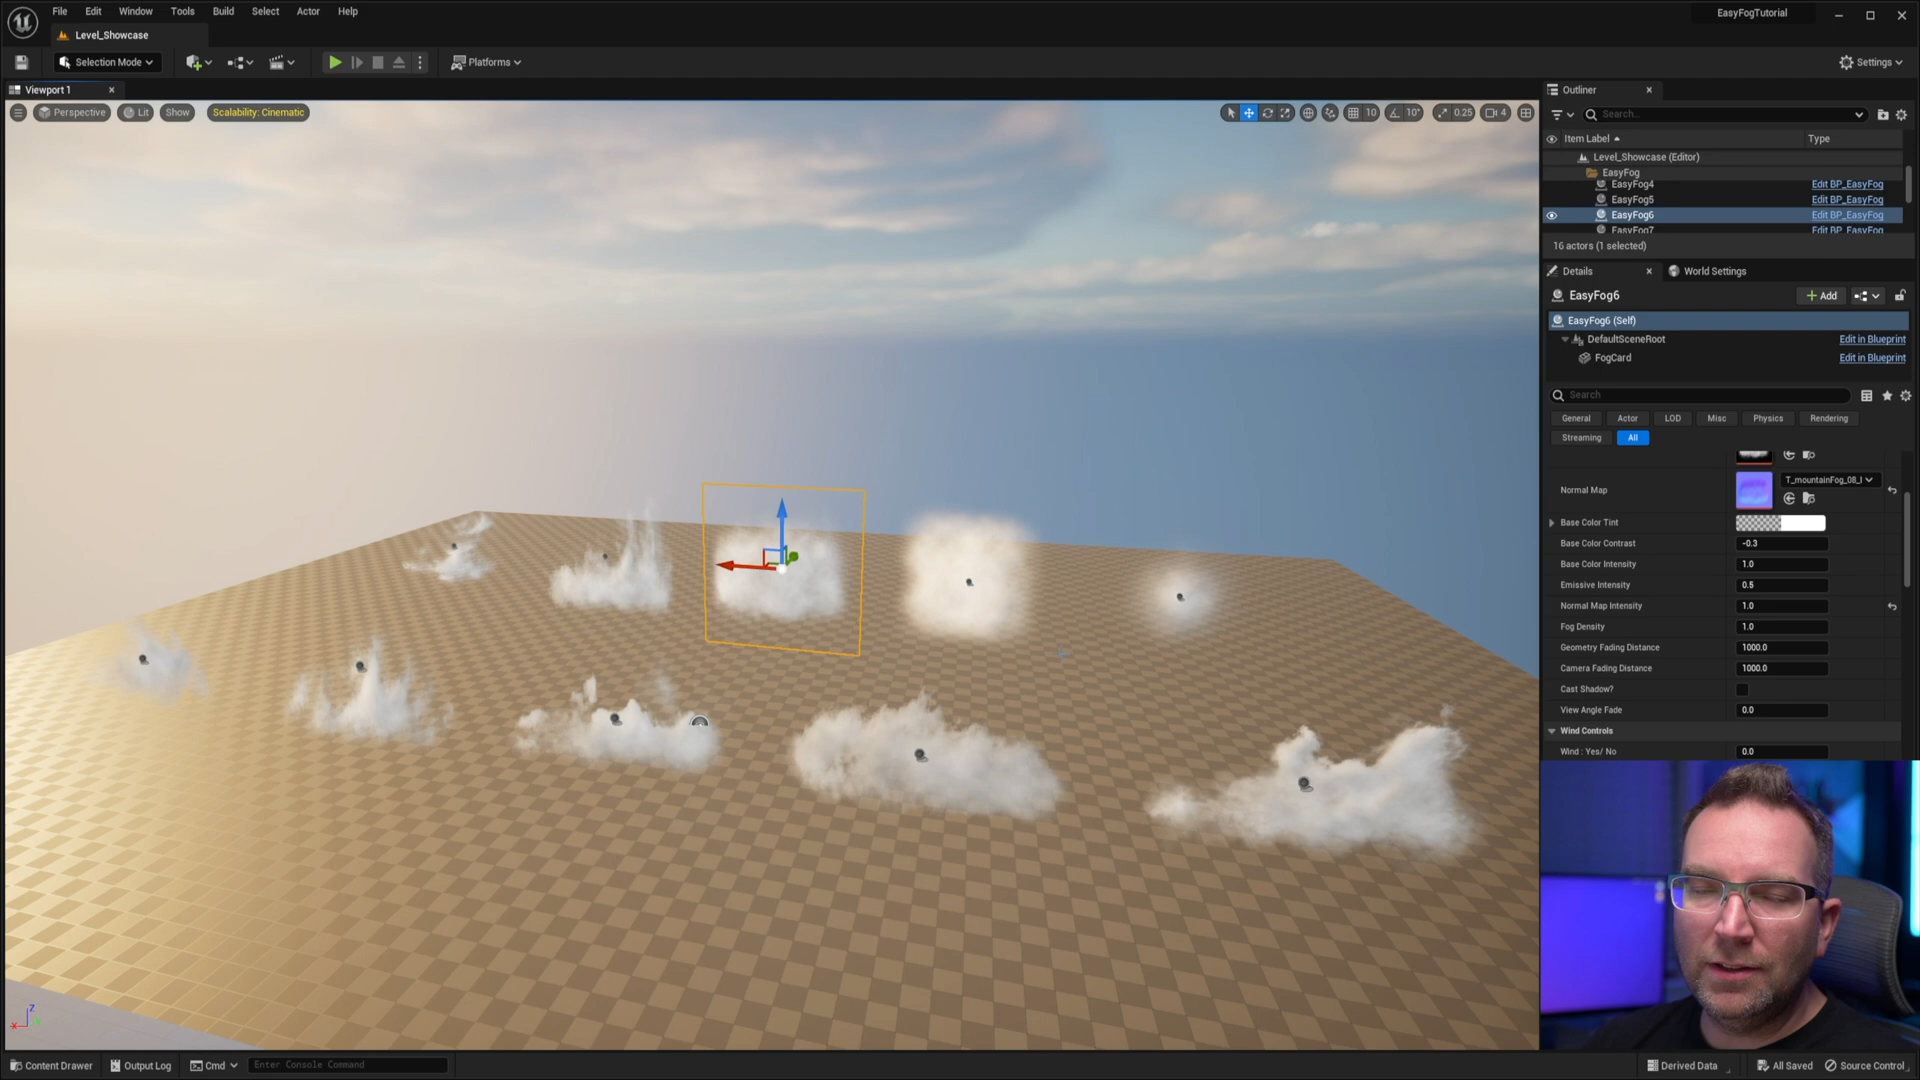 File Edit Window Tools Build Select Actor Help
EasyFogTutorial
Level_Showcase
Selection Mode
Platforms
Settings
Viewport 1
Perspective
Lit
Show
Scalability: Cinematic
10
10°
0.25
4
Outliner
Search...
Item Label
Type
Level_Showcase (Editor)
EasyFog
EasyFog4
Edit BP_EasyFog
EasyFog5
Edit BP_EasyFog
EasyFog6
Edit BP_EasyFog
EasyFog7
Edit BP_EasyFog
16 actors (1 selected)
Details
World Settings
EasyFog6
Add
EasyFog6 (Self)
DefaultSceneRoot
Edit in Blueprint
FogCard
Edit in Blueprint
Search
General
Actor
LOD
Misc
Physics
Rendering
Streaming
All
Normal Map
T_mountainFog_08_
Base Color Tint
Base Color Contrast
-0.3
Base Color Intensity
1.0
Emissive Intensity
0.5
Normal Map Intensity
1.0
Fog Density
1.0
Geometry Fading Distance
1000.0
Camera Fading Distance
1000.0
Cast Shadow?
View Angle Fade
0.0
Wind Controls
Wind : Yes/ No
0.0
Z
X
Content Drawer
Output Log
Cmd
Enter Console Command
Derived Data
All Saved
Source Control